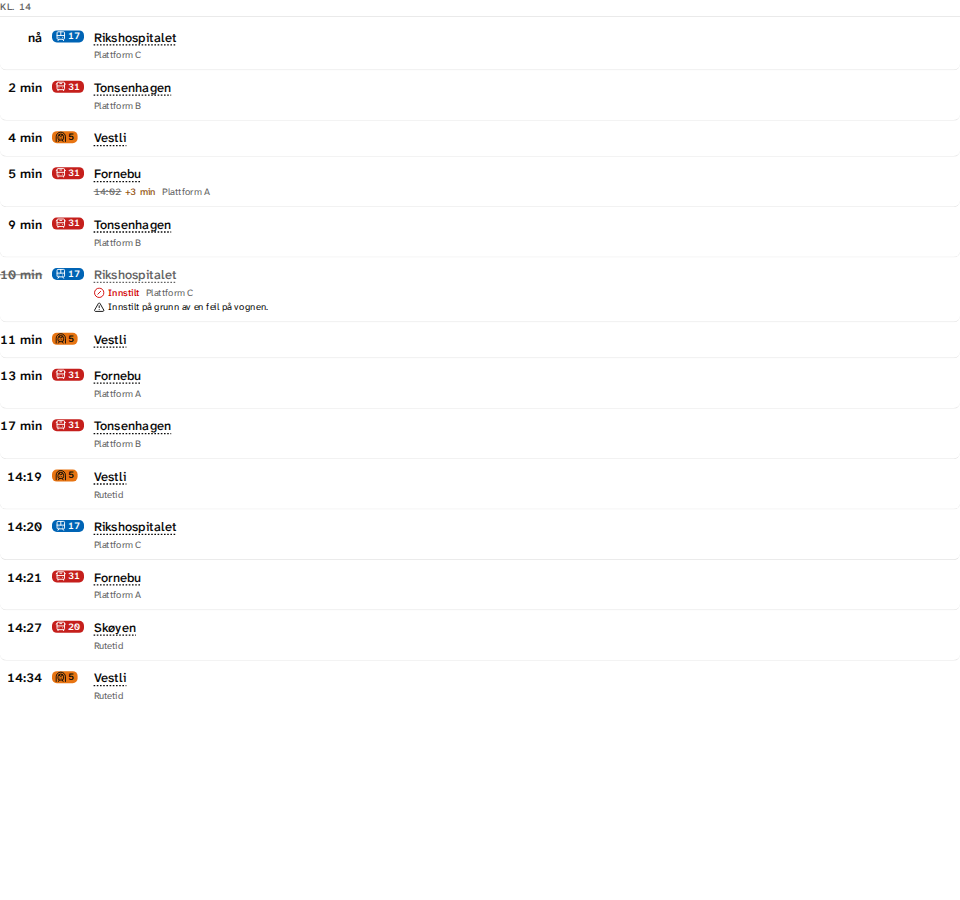 KL. 14
nå 17 Rikshospitalet
Plattform C
2 min 31 Tonsenhagen
Plattform B
4 min 5 Vestli
5 min 31 Fornebu
14:02 +3 min Plattform A
9 min 31 Tonsenhagen
Plattform B
10 min 17 Rikshospitalet
Innstilt Plattform C
Innstilt på grunn av en feil på vognen.
11 min 5 Vestli
13 min 31 Fornebu
Plattform A
17 min 31 Tonsenhagen
Plattform B
14:19 5 Vestli
Rutetid
14:20 17 Rikshospitalet
Plattform C
14:21 31 Fornebu
Plattform A
14:27 20 Skøyen
Rutetid
14:34 5 Vestli
Rutetid